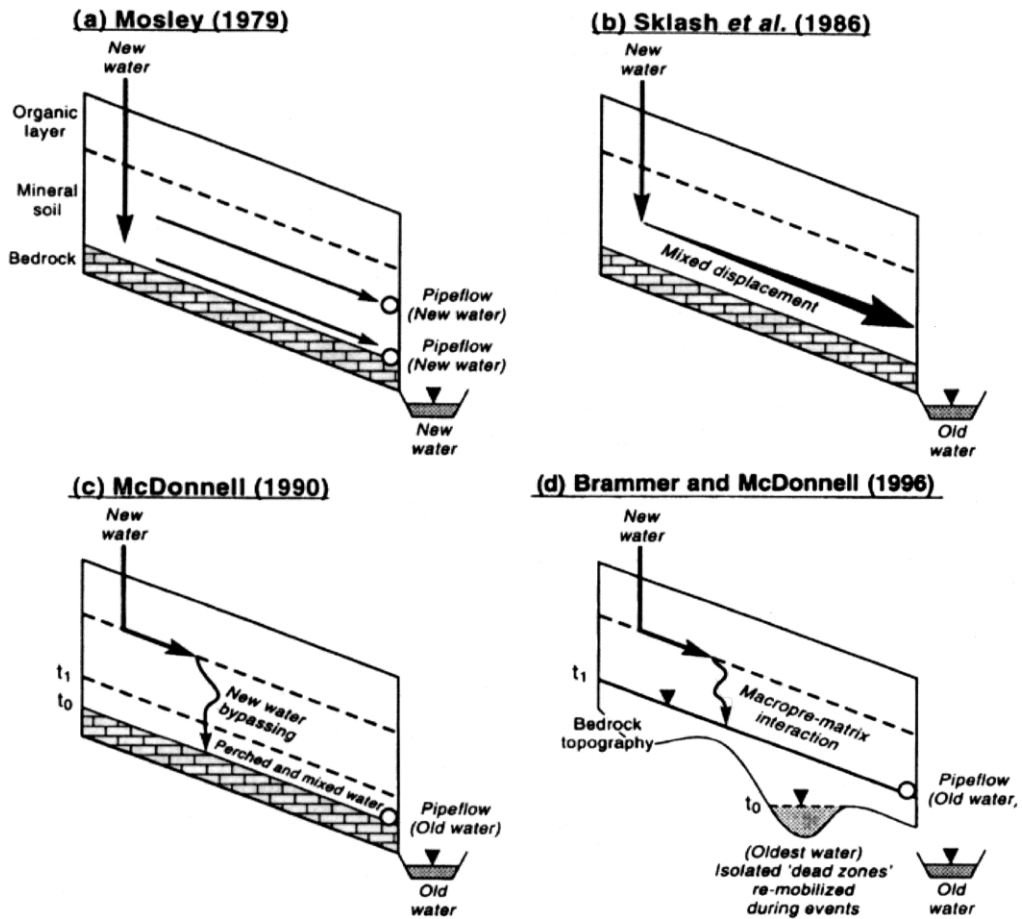 (a) Mosley (1979)
New
water
Organic
layer
Mineral
soil
Bedrock
Pipeflow
(New water)
Pipeflow
(New water)
New
water
(b) Sklash et al. (1986)
New
water
Mixed displacement
Old
water
(c) McDonnell (1990)
New
water
t1
t0
New water
bypassing
Perched and mixed water
Pipeflow
(Old water)
Old
water
(d) Brammer and McDonnell (1996)
New
water
t1
Bedrock
topography
Macropre-matrix
interaction
t0
Pipeflow
(Old water,
(Oldest water)
Isolated 'dead zones'
re-mobilized
during events
Old
water